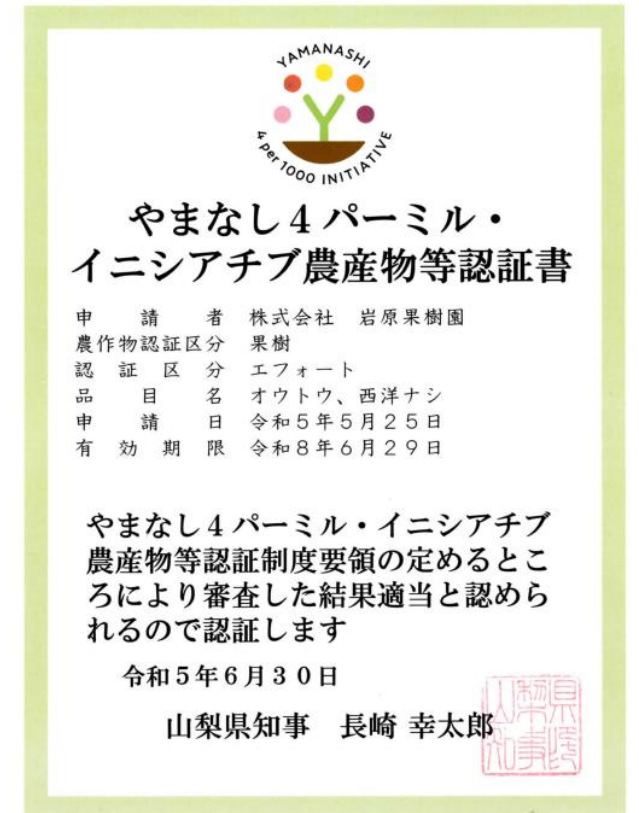 YAMANASHI
4 per 1000 INITIATIVE
やまなし４パーミル・
イニシアチブ農産物等認証書
申請者 株式会社 岩原果樹園
農作物認証区分 果樹
認証区分 エフォート
品目名 オウトウ、西洋ナシ
申請日 令和５年５月２５日
有効期限 令和８年６月２９日
やまなし４パーミル・イニシアチブ
農産物等認証制度要領の定めるとこ
ろにより審査した結果適当と認めら
れるので認証します
令和５年６月３０日
山梨県知事 長崎 幸太郎